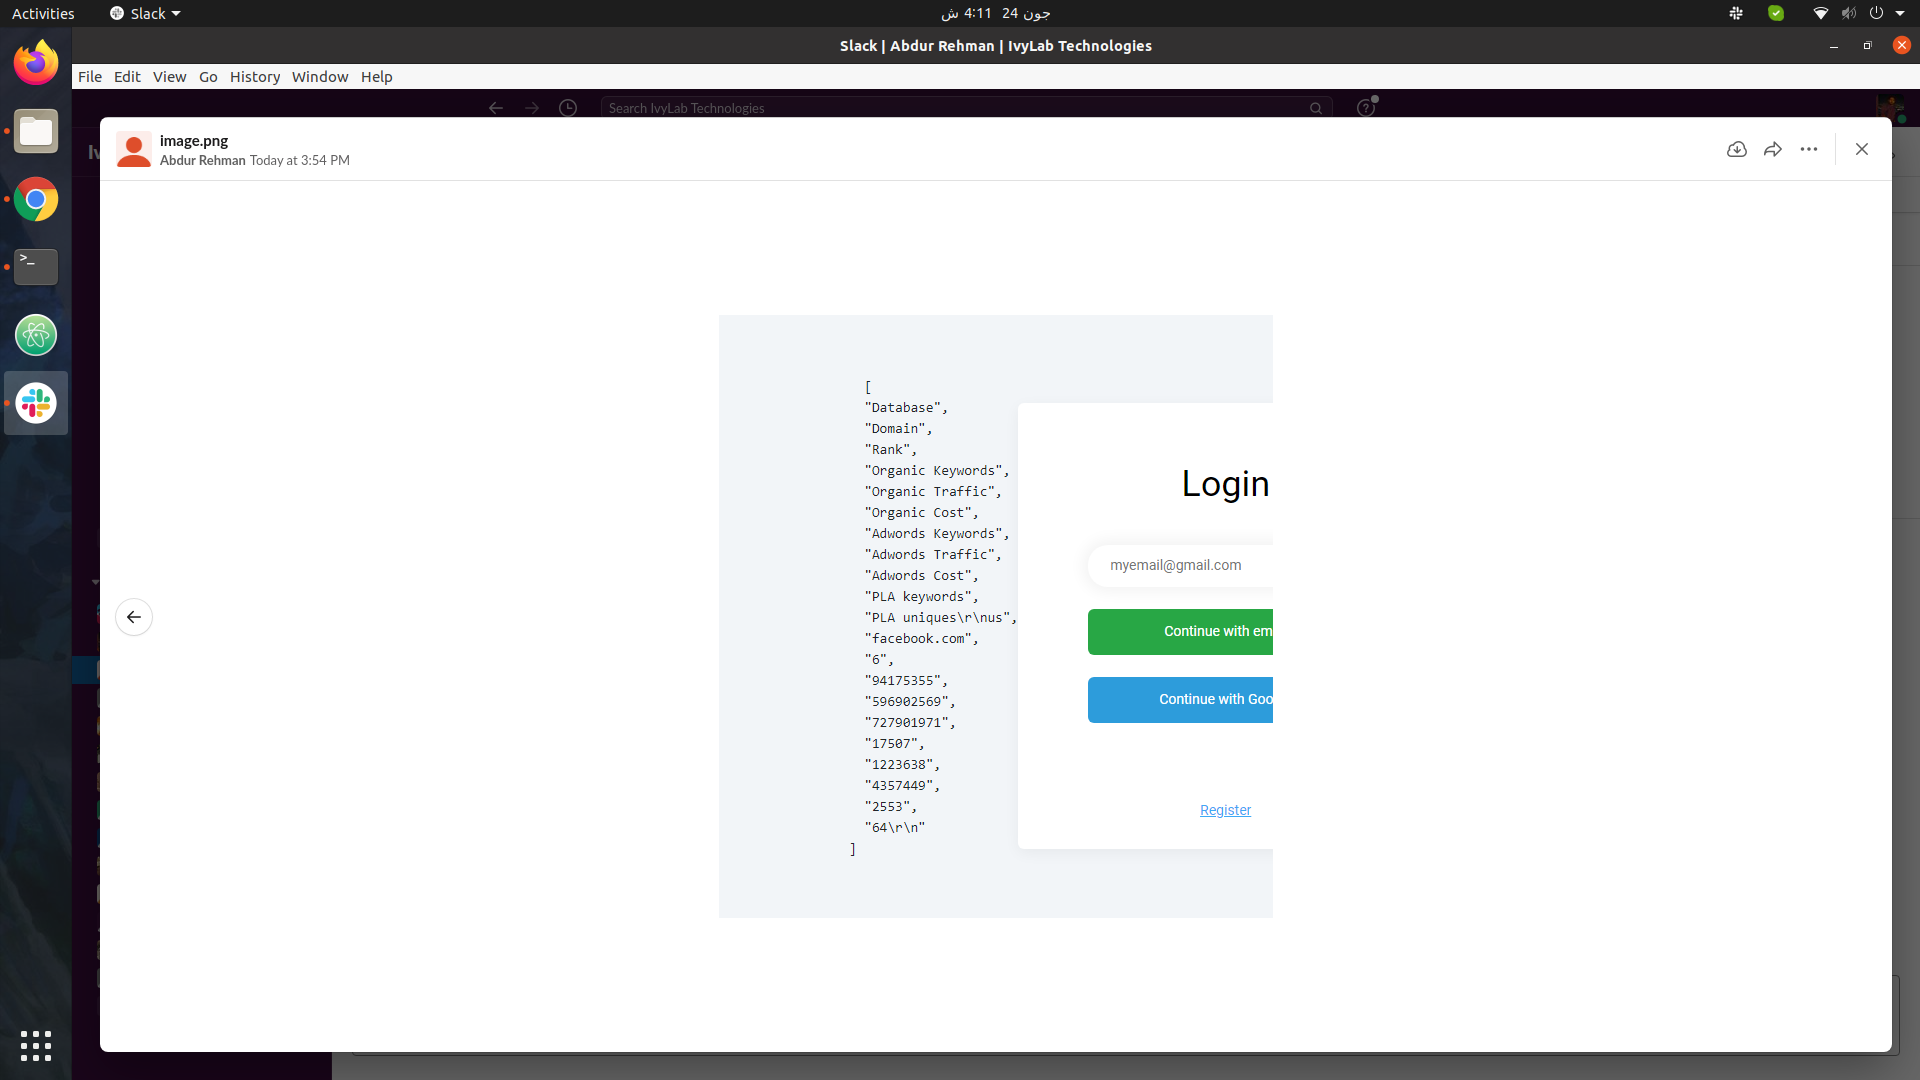 Activities
Slack
جون 24 4:11 ش
Slack | Abdur Rehman | IvyLab Technologies
File Edit View Go History Window Help
Search IvyLab Technologies
image.png
Abdur Rehman Today at 3:54 PM
[
"Database",
"Domain",
"Rank",
"Organic Keywords",
"Organic Traffic",
"Organic Cost",
"Adwords Keywords",
"Adwords Traffic",
"Adwords Cost",
"PLA keywords",
"PLA uniques\r\nus",
"facebook.com",
"6",
"94175355",
"596902569",
"727901971",
"17507",
"1223638",
"4357449",
"2553",
"64\r\n"
]
Login
myemail@gmail.com
Continue with em
Continue with Goo
Register